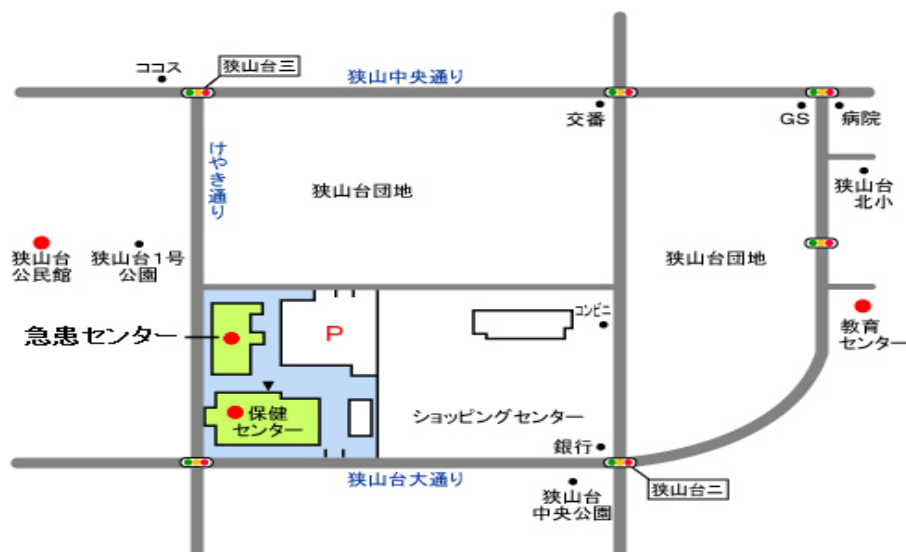 ココス
狭山台三
狭山中央通り
交番
GS
病院
けやき通り
狭山台団地
狭山台
北小
狭山台
公民館
狭山台1号
公園
狭山台団地
急患センター
P
コンビニ
教育
センター
保健
センター
ショッピングセンター
銀行
狭山台大通り
狭山台
中央公園
狭山台二